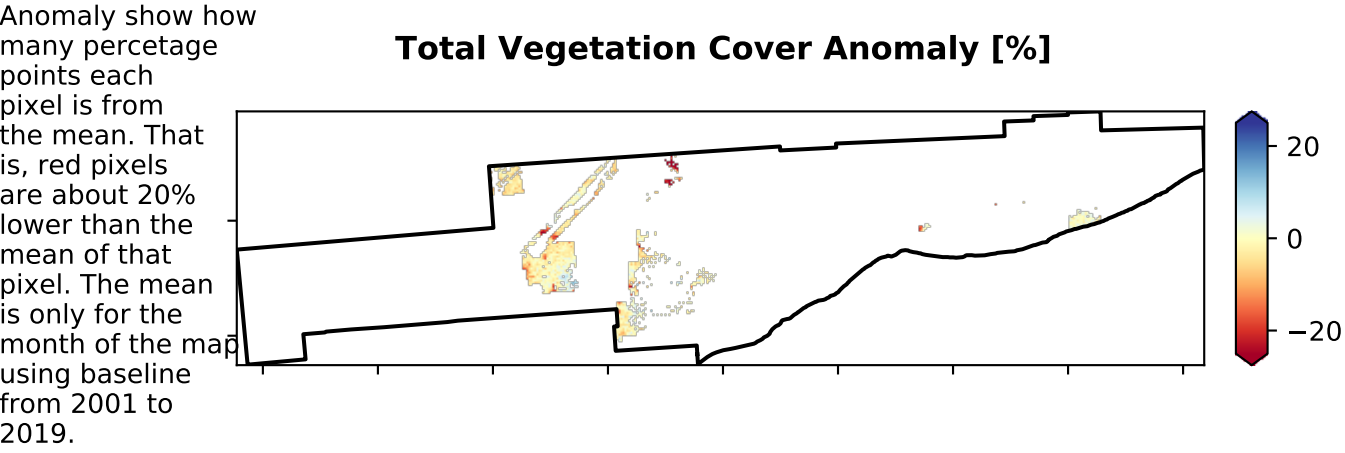 Anomaly show how
many percetage
points each
pixel is from
the mean. That
is, red pixels
are about 20%
lower than the
mean of that
pixel. The mean
is only for the
month of the map
using baseline
from 2001 to
2019.
Total Vegetation Cover Anomaly [%]
20
0
−20